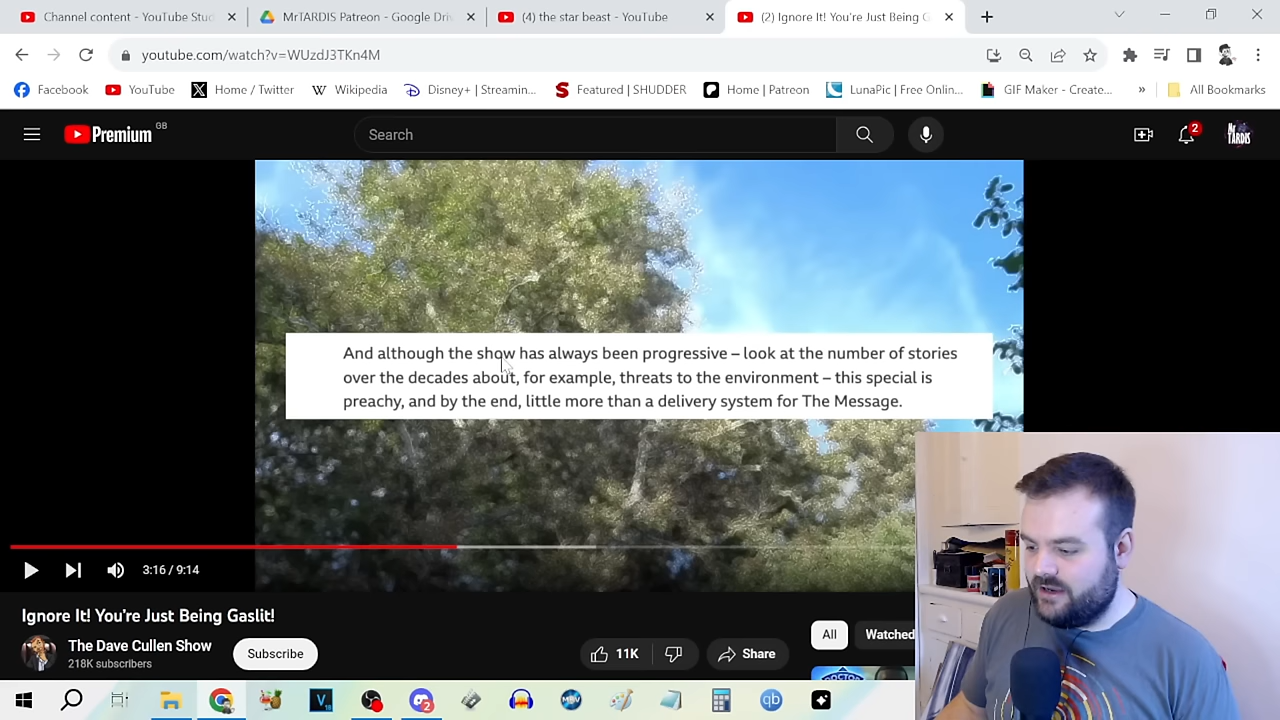 Channel content - YouTube Stu
MrTARDIS Patreon - Google Dri
(4) the star beast - YouTube
(2) Ignore It! You're Just Being G
youtube.com/watch?v=WUzdJ3TKn4M
Facebook
YouTube
Home / Twitter
Wikipedia
Disney+ | Streamin...
Featured | SHUDDER
Home | Patreon
LunaPic | Free Onlin...
GIF Maker - Create...
»
All Bookmarks
Premium GB
Search
2
Mr TARDIS
And although the show has always been progressive – look at the number of stories
over the decades about, for example, threats to the environment – this special is
preachy, and by the end, little more than a delivery system for The Message.
3:16 / 9:14
Ignore It! You're Just Being Gaslit!
The Dave Cullen Show
218K subscribers
Subscribe
11K
Share
All
Watched